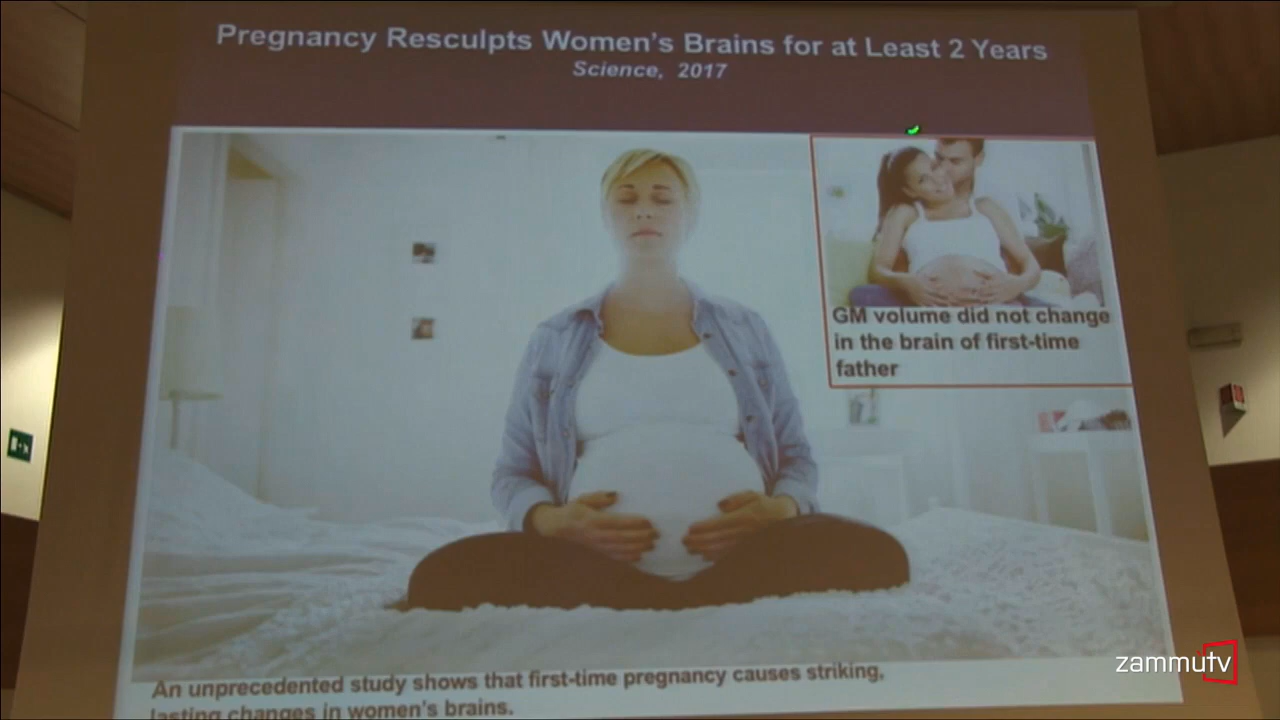 Pregnancy Resculpts Women's Brains for at Least 2 Years
Science, 2017
GM volume did not change
in the brain of first-time
father
An unprecedented study shows that first-time pregnancy causes striking,
lasting changes in women's brains.
zammùtv